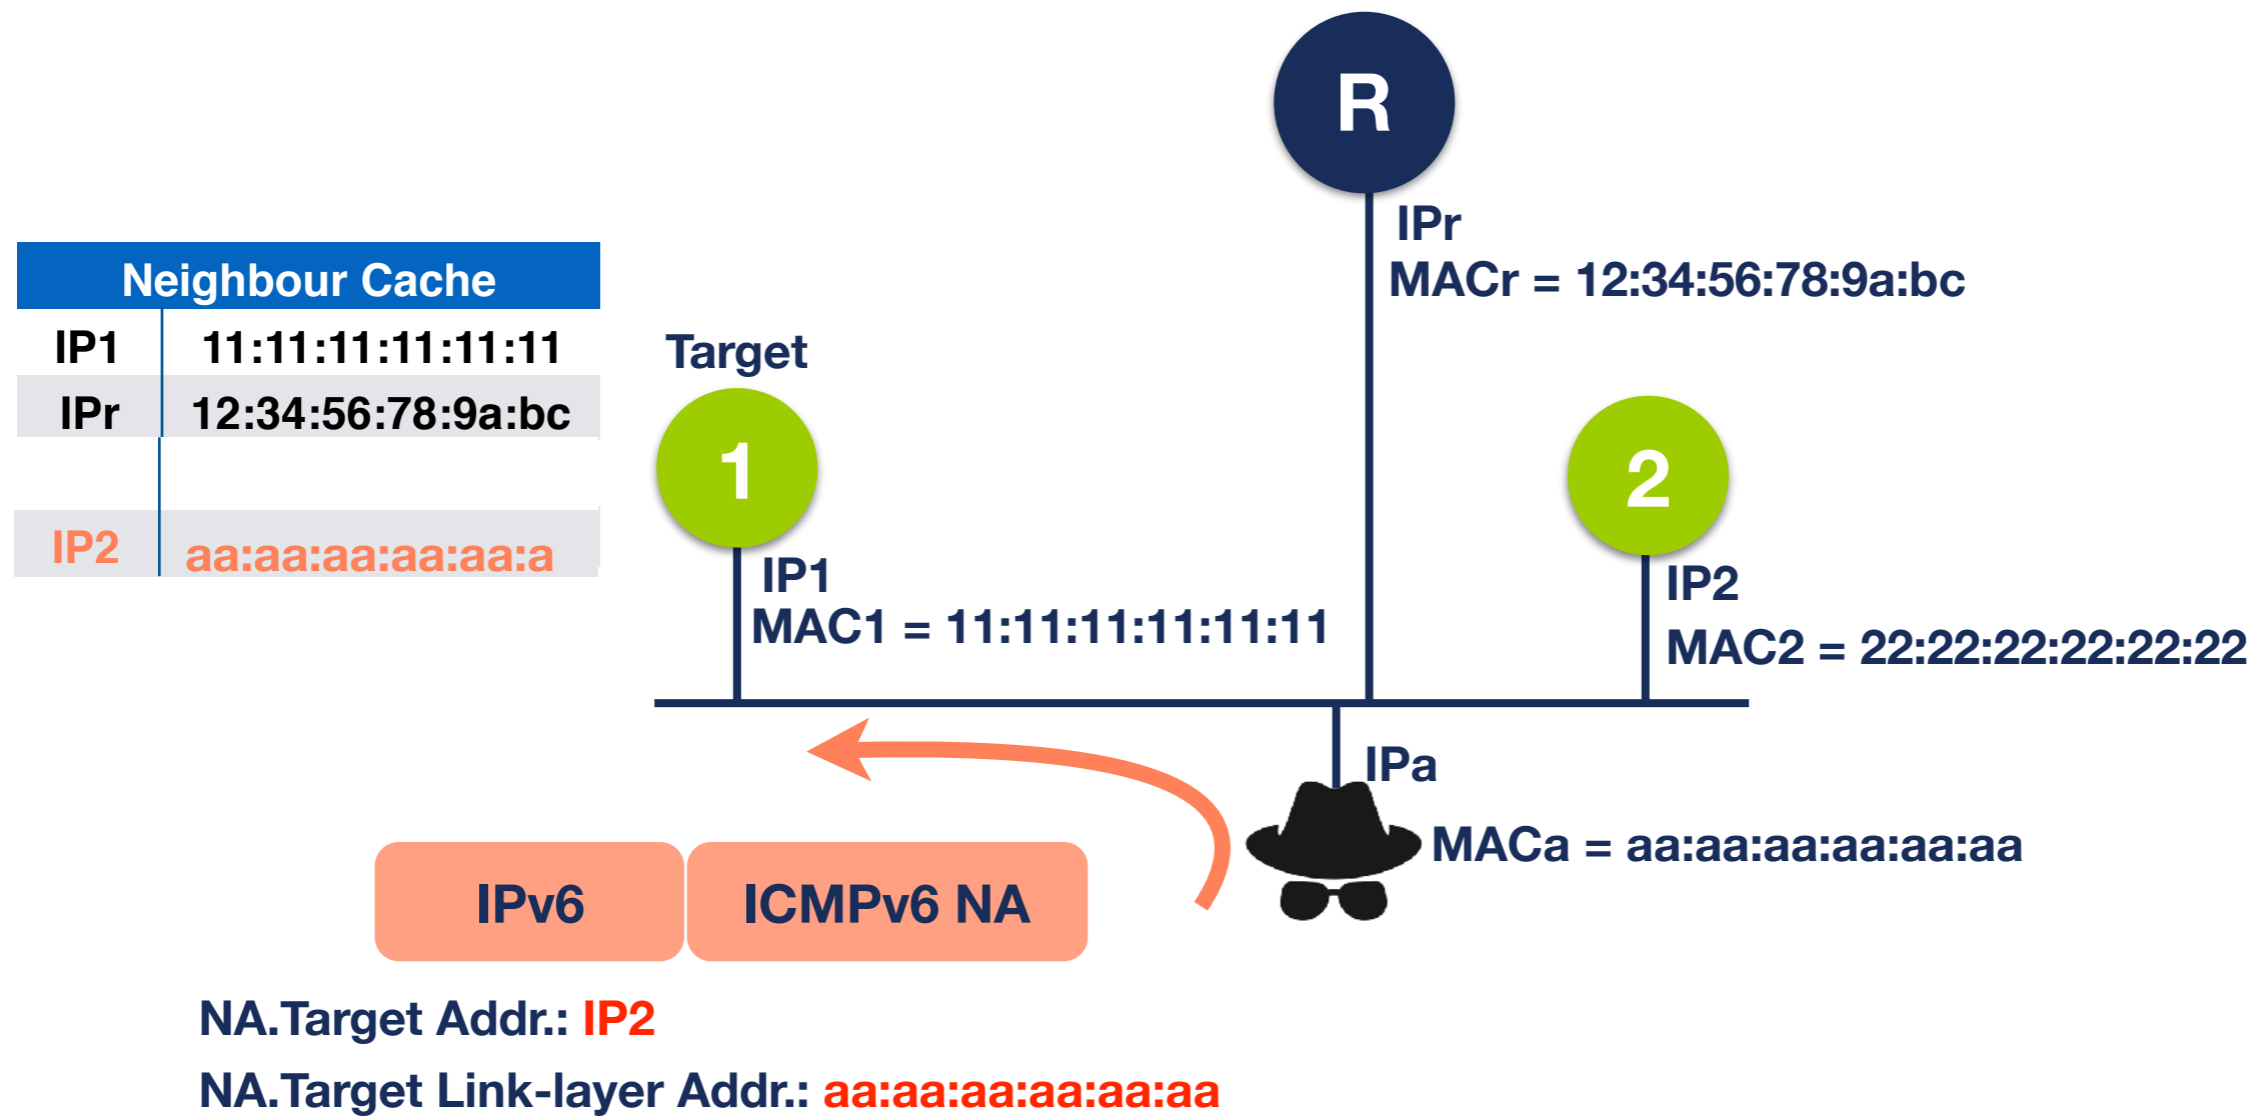 R
IPr
MACr = 12:34:56:78:9a:bc
Neighbour Cache
IP1 11:11:11:11:11:11
IPr 12:34:56:78:9a:bc
IP2 aa:aa:aa:aa:aa:a
Target
1
IP1
MAC1 = 11:11:11:11:11:11
2
IP2
MAC2 = 22:22:22:22:22:22
IPa
MACa = aa:aa:aa:aa:aa:aa
IPv6 ICMPv6 NA
NA.Target Addr.: IP2
NA.Target Link-layer Addr.: aa:aa:aa:aa:aa:aa